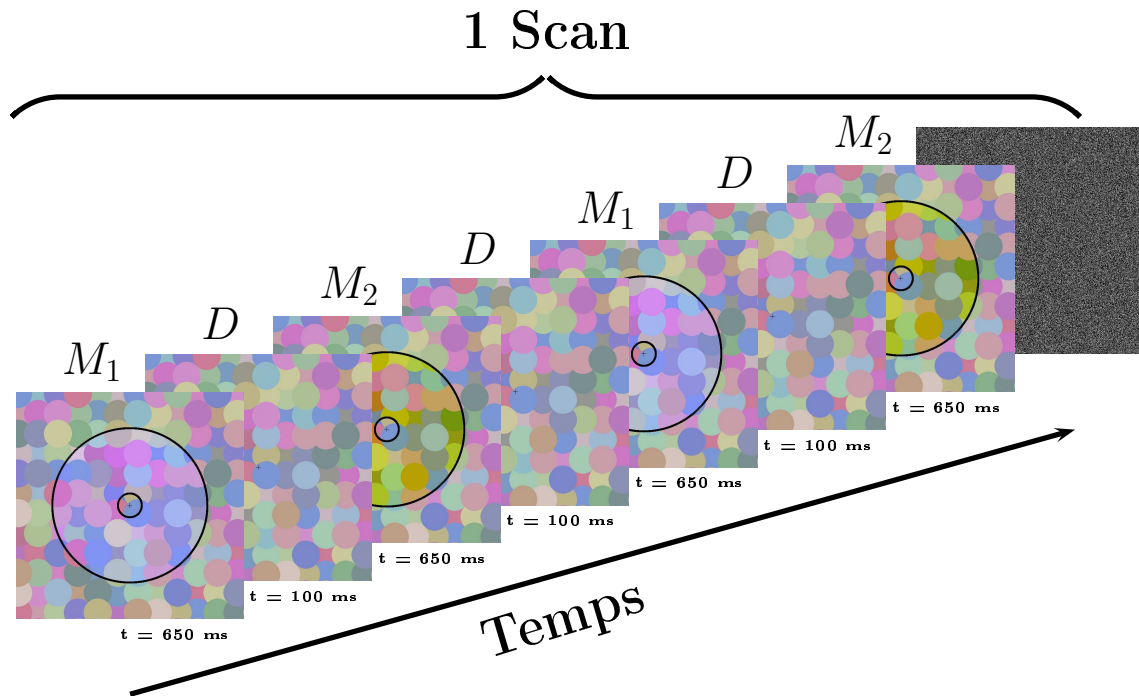 1 Scan
M₁
D
M₂
D
M₁
D
M₂
t = 650 ms
t = 100 ms
t = 650 ms
t = 100 ms
t = 650 ms
t = 100 ms
t = 650 ms
Temps